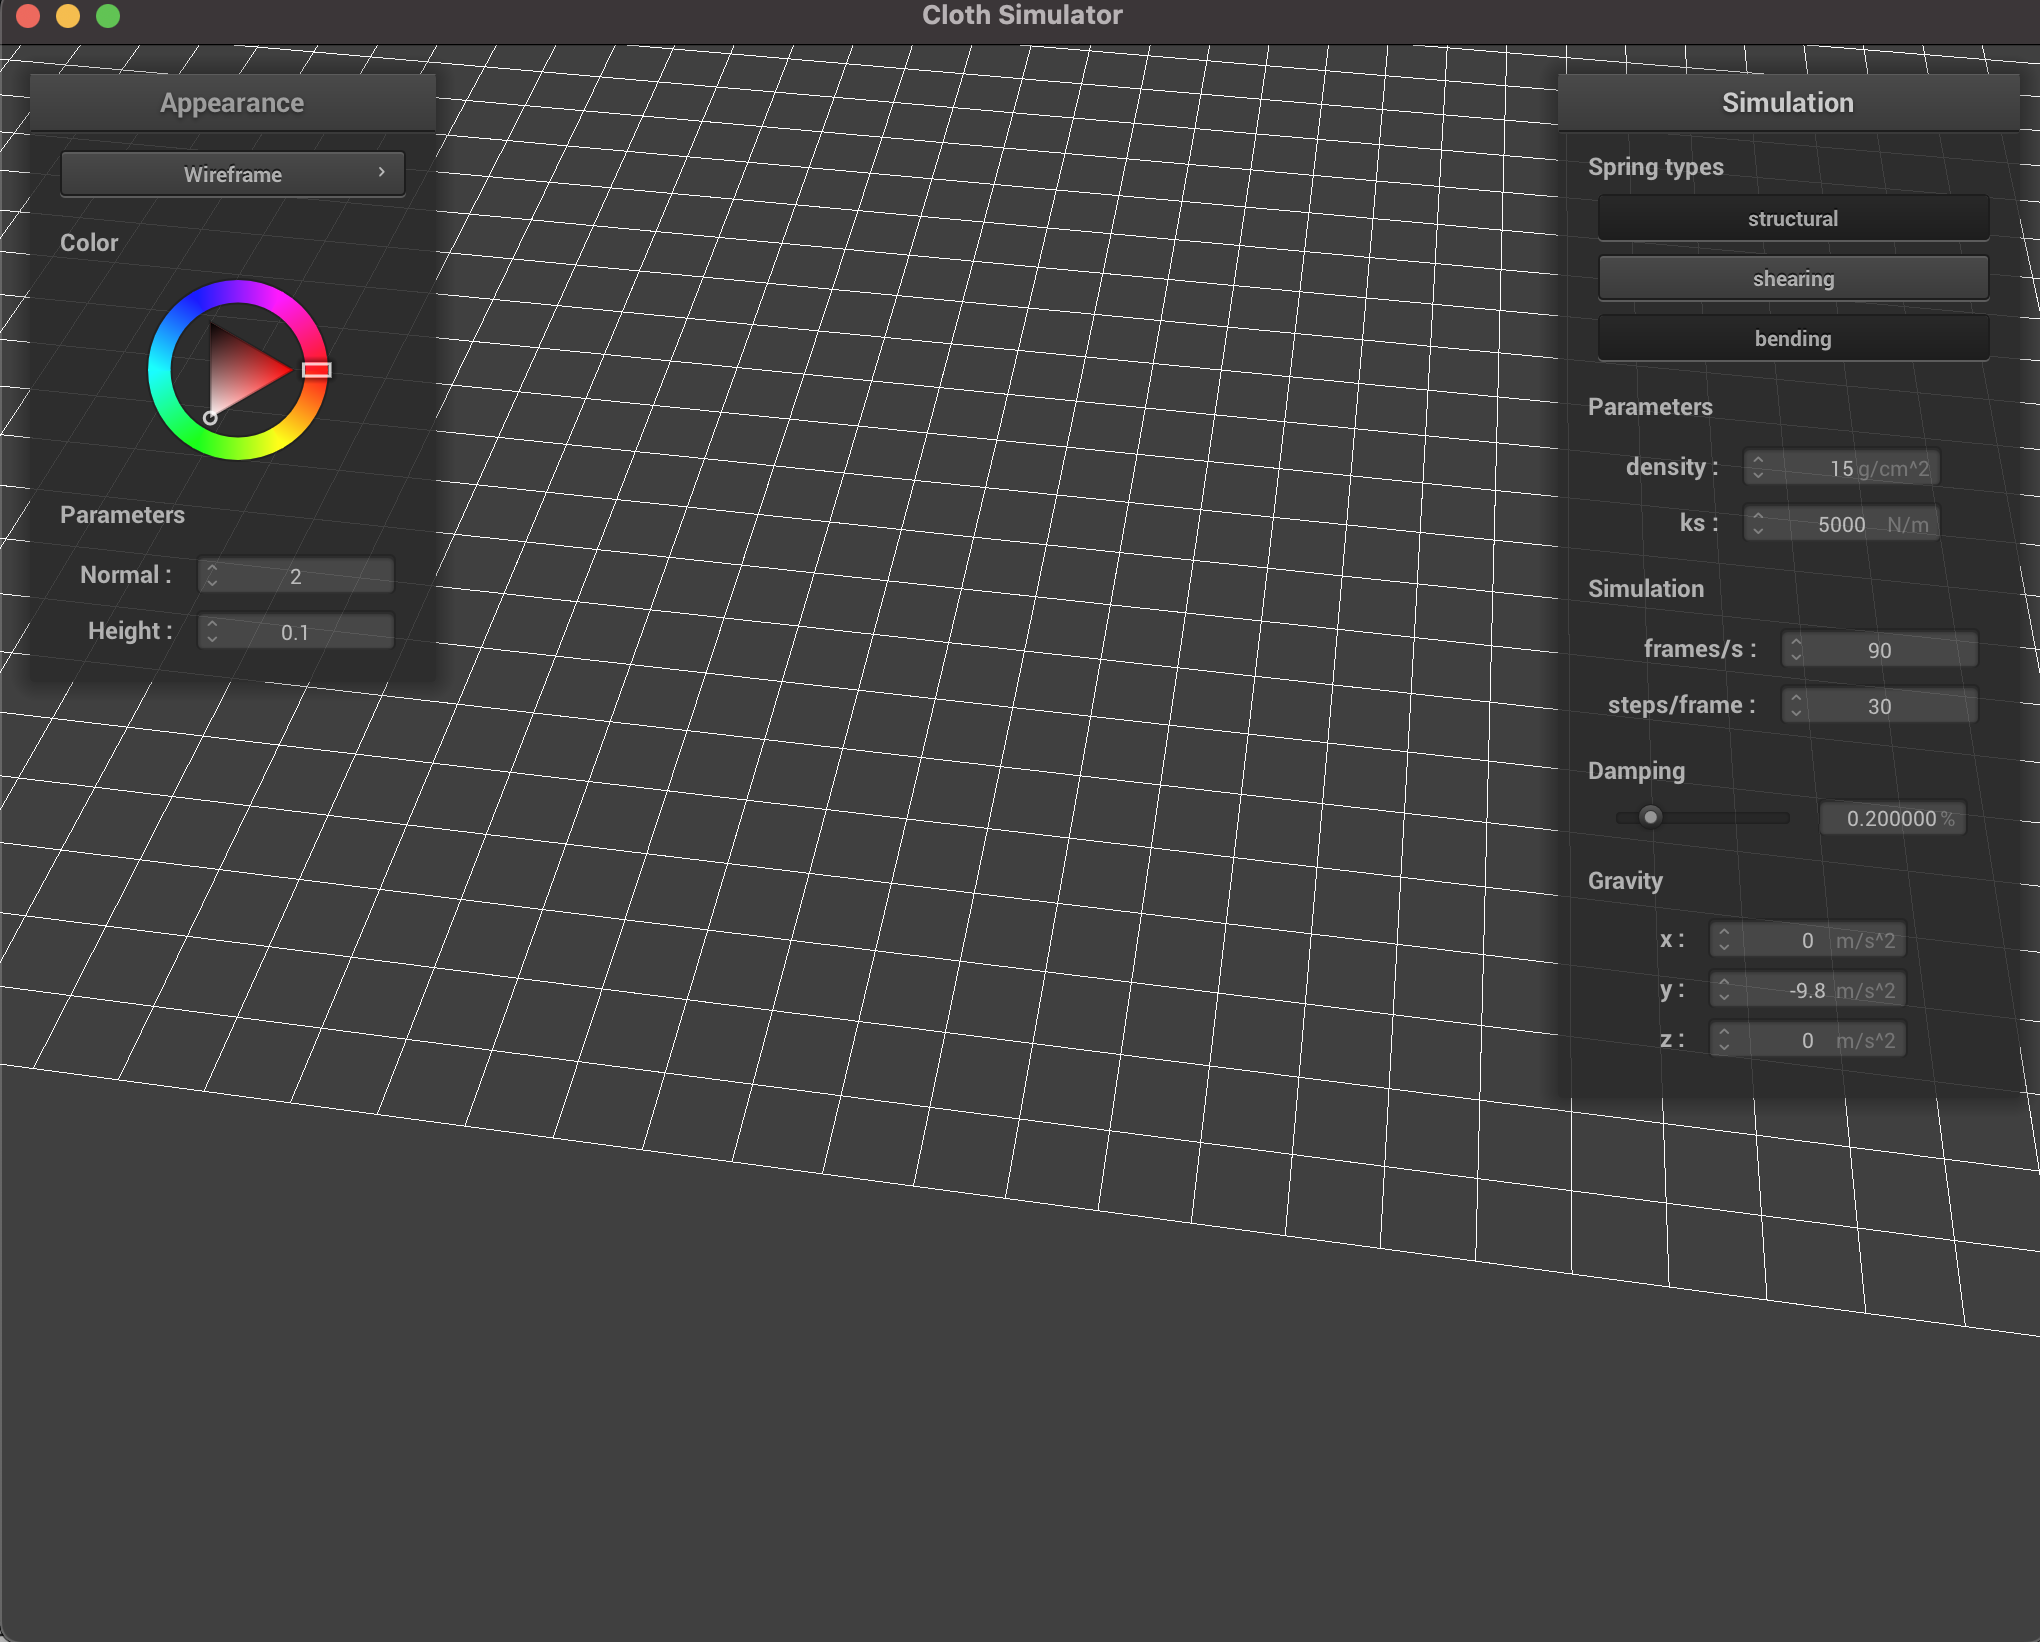 Cloth Simulator
Appearance
Wireframe
Color
Parameters
Normal : 2
Height : 0.1
Simulation
Spring types
structural
shearing
bending
Parameters
density : 15 g/cm^2
ks : 5000 N/m
Simulation
frames/s : 90
steps/frame : 30
Damping
0.200000 %
Gravity
x : 0 m/s^2
y : -9.8 m/s^2
z : 0 m/s^2